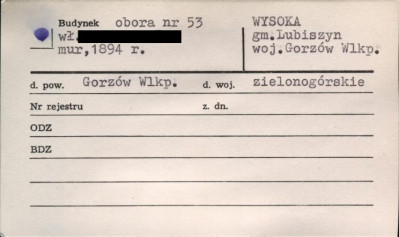 Budynek obora nr 53
wł.
mur, 1894 r.
WYSOKA
gm.Lubiszyn
woj.Gorzów Wlkp.
d. pow. Gorzów Wlkp. d. woj. zielonogórskie
Nr rejestru z. dn.
ODZ
BDZ